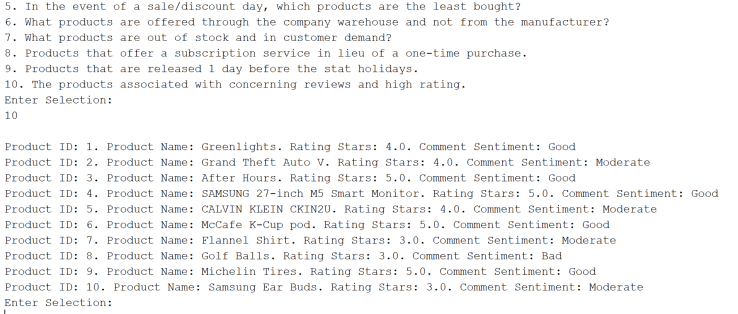 5. In the event of a sale/discount day, which products are the least bought?
6. What products are offered through the company warehouse and not from the manufacturer?
7. What products are out of stock and in customer demand?
8. Products that offer a subscription service in lieu of a one-time purchase.
9. Products that are released 1 day before the stat holidays.
10. The products associated with concerning reviews and high rating.
Enter Selection:
10
Product ID: 1. Product Name: Greenlights. Rating Stars: 4.0. Comment Sentiment: Good
Product ID: 2. Product Name: Grand Theft Auto V. Rating Stars: 4.0. Comment Sentiment: Moderate
Product ID: 3. Product Name: After Hours. Rating Stars: 5.0. Comment Sentiment: Good
Product ID: 4. Product Name: SAMSUNG 27-inch M5 Smart Monitor. Rating Stars: 5.0. Comment Sentiment: Good
Product ID: 5. Product Name: CALVIN KLEIN CKIN2U. Rating Stars: 4.0. Comment Sentiment: Moderate
Product ID: 6. Product Name: McCafe K-Cup pod. Rating Stars: 5.0. Comment Sentiment: Good
Product ID: 7. Product Name: Flannel Shirt. Rating Stars: 3.0. Comment Sentiment: Moderate
Product ID: 8. Product Name: Golf Balls. Rating Stars: 3.0. Comment Sentiment: Bad
Product ID: 9. Product Name: Michelin Tires. Rating Stars: 5.0. Comment Sentiment: Good
Product ID: 10. Product Name: Samsung Ear Buds. Rating Stars: 3.0. Comment Sentiment: Moderate
Enter Selection: